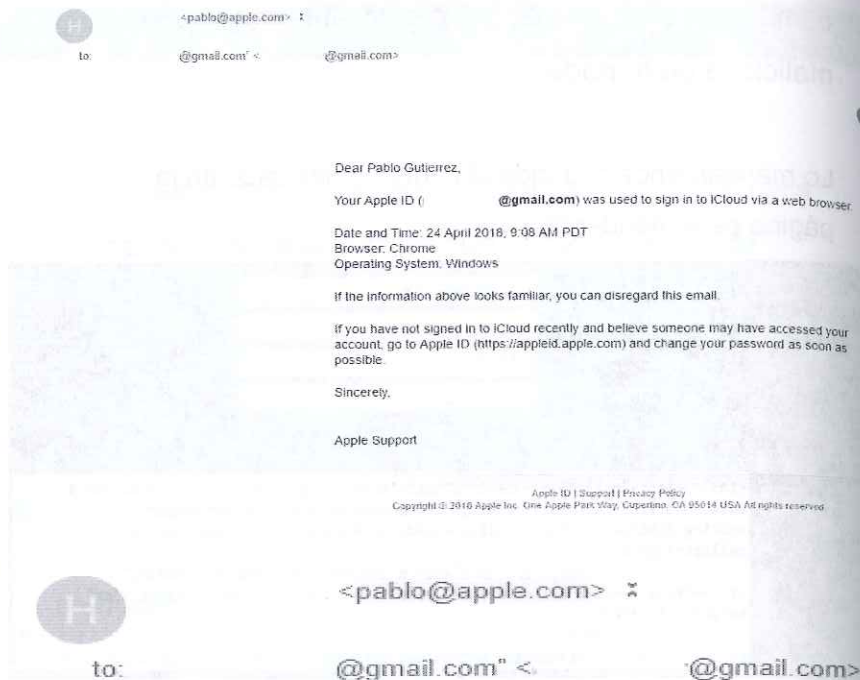 H
<pablo@apple.com>
to: @gmail.com" < @gmail.com>
Dear Pablo Gutierrez,
Your Apple ID ( @gmail.com) was used to sign in to iCloud via a web browser.
Date and Time: 24 April 2018, 9:08 AM PDT
Browser: Chrome
Operating System: Windows
If the information above looks familiar, you can disregard this email.
If you have not signed in to iCloud recently and believe someone may have accessed your
account, go to Apple ID (https://appleid.apple.com) and change your password as soon as
possible.
Sincerely,
Apple Support
Apple ID | Support | Privacy Policy
Copyright © 2018 Apple Inc. One Apple Park Way, Cupertino, CA 95014 USA All rights reserved.
H
<pablo@apple.com>
to: @gmail.com" < @gmail.com>